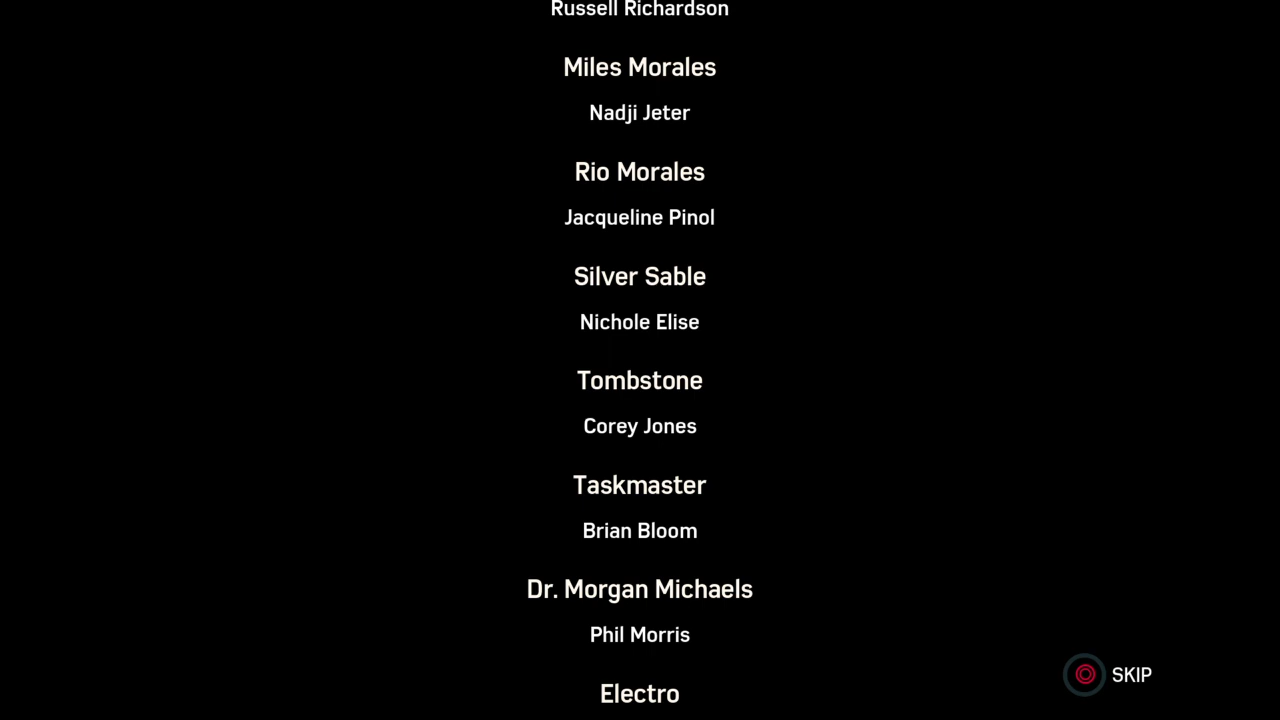 Russell Richardson
Miles Morales
Nadji Jeter
Rio Morales
Jacqueline Pinol
Silver Sable
Nichole Elise
Tombstone
Corey Jones
Taskmaster
Brian Bloom
Dr. Morgan Michaels
Phil Morris
SKIP
Electro